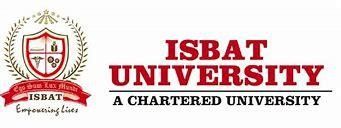 Ego Sum Lux Mundi
ISBAT
Empowering Lives
ISBAT
UNIVERSITY
A CHARTERED UNIVERSITY